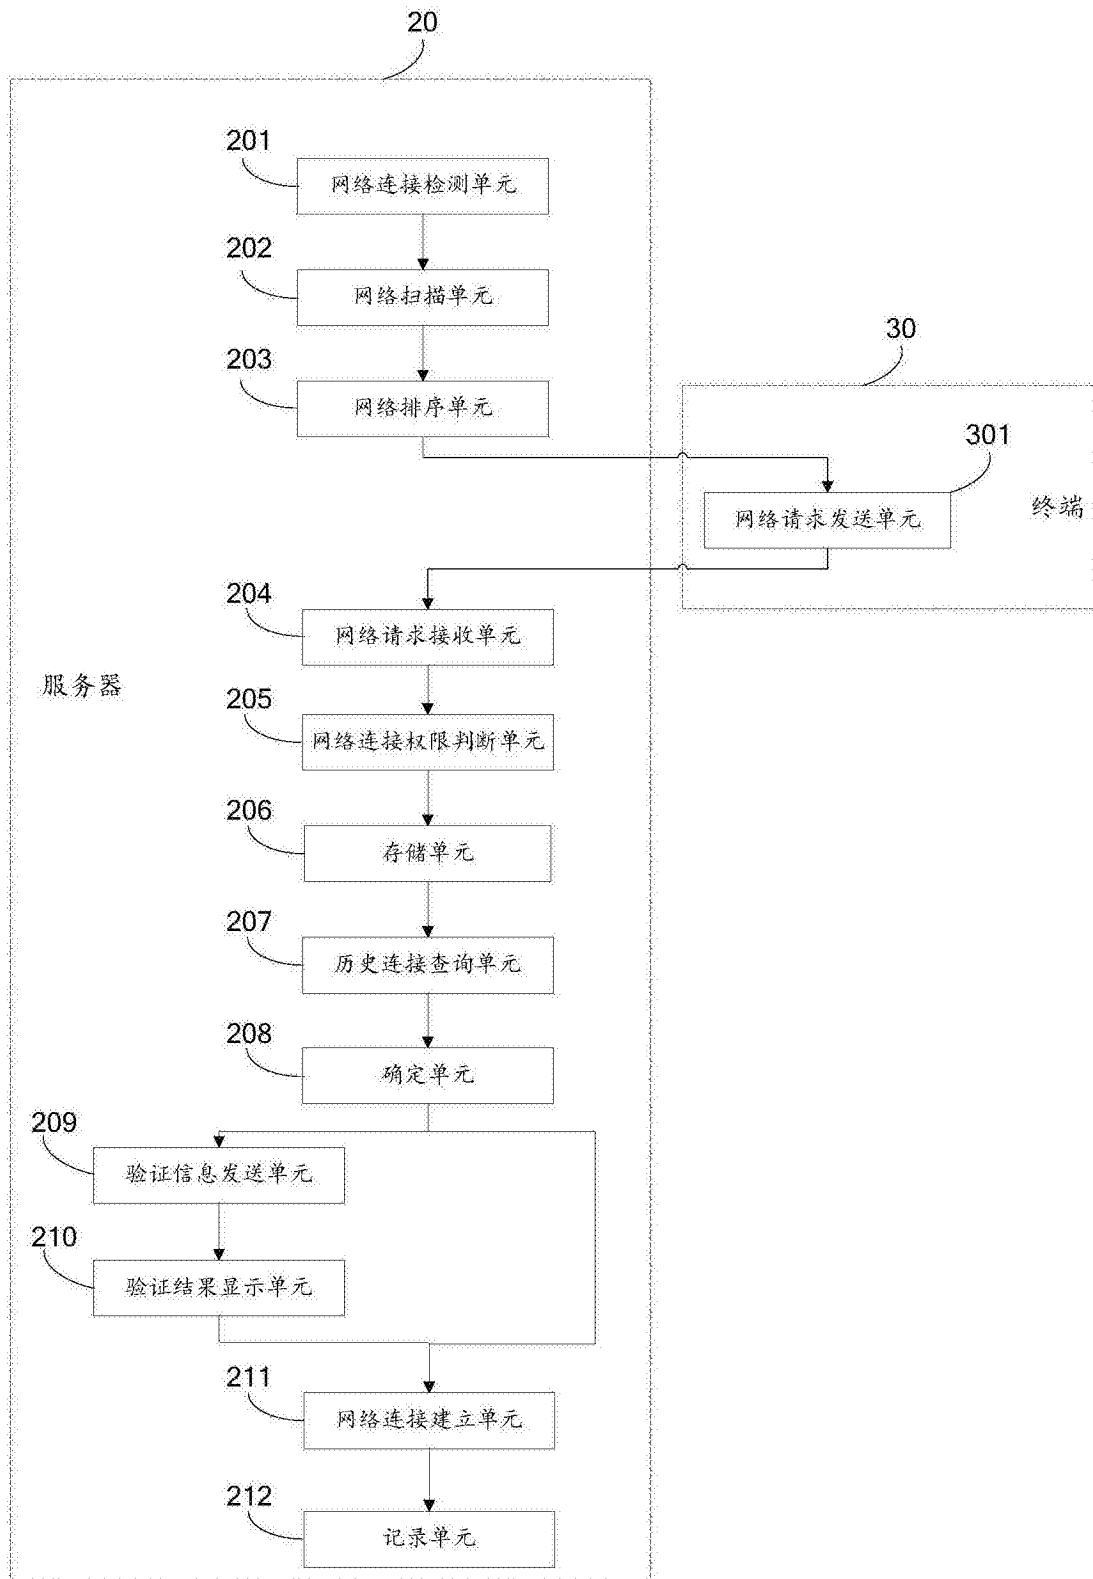 20
201
网络连接检测单元
202
网络扫描单元
30
203
网络排序单元
301
网络请求发送单元
终端
204
网络请求接收单元
服务器
205
网络连接权限判断单元
206
存储单元
207
历史连接查询单元
208
确定单元
209
验证信息发送单元
210
验证结果显示单元
211
网络连接建立单元
212
记录单元